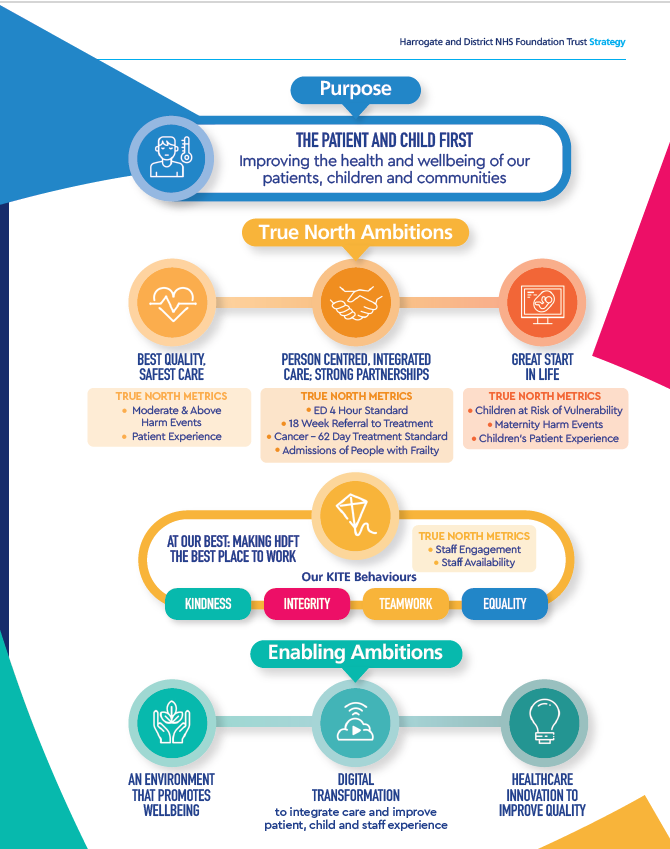 Harrogate and District NHS Foundation Trust Strategy
Purpose
THE PATIENT AND CHILD FIRST
Improving the health and wellbeing of our
patients, children and communities
True North Ambitions
BEST QUALITY,
SAFEST CARE
TRUE NORTH METRICS
• Moderate & Above
Harm Events
• Patient Experience
PERSON CENTRED, INTEGRATED
CARE; STRONG PARTNERSHIPS
TRUE NORTH METRICS
• ED 4 Hour Standard
• 18 Week Referral to Treatment
• Cancer – 62 Day Treatment Standard
• Admissions of People with Frailty
GREAT START
IN LIFE
TRUE NORTH METRICS
• Children at Risk of Vulnerability
• Maternity Harm Events
• Children's Patient Experience
AT OUR BEST: MAKING HDFT
THE BEST PLACE TO WORK
TRUE NORTH METRICS
• Staff Engagement
• Staff Availability
Our KITE Behaviours
KINDNESS
INTEGRITY
TEAMWORK
EQUALITY
Enabling Ambitions
AN ENVIRONMENT
THAT PROMOTES
WELLBEING
DIGITAL
TRANSFORMATION
to integrate care and improve
patient, child and staff experience
HEALTHCARE
INNOVATION TO
IMPROVE QUALITY